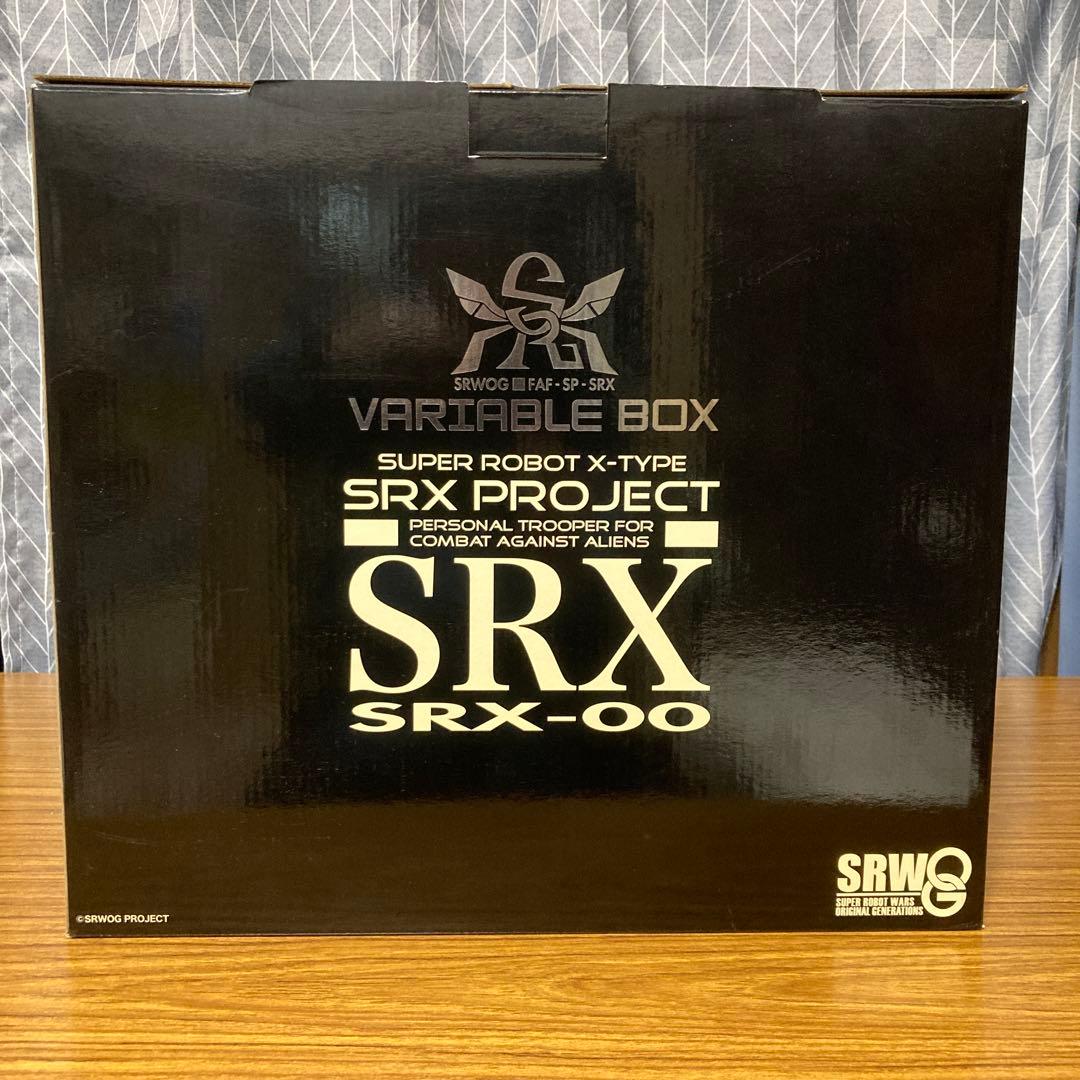 SRX
SRWOG FAF-SP-SRX
VARIABLE BOX
SUPER ROBOT X-TYPE
SRX PROJECT
PERSONAL TROOPER FOR
COMBAT AGAINST ALIENS
SRX
SRX-00
SRWOG
SUPER ROBOT WARS
ORIGINAL GENERATIONS
©SRWOG PROJECT